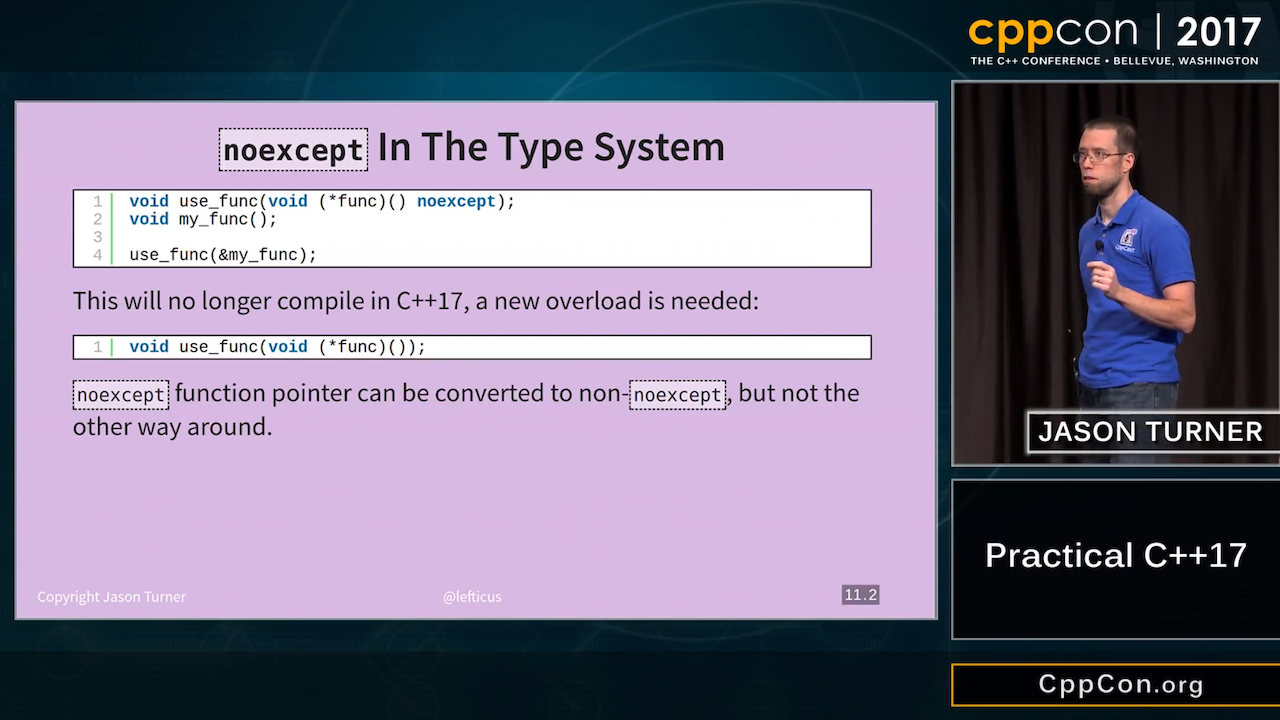 cppcon | 2017
THE C++ CONFERENCE • BELLEVUE, WASHINGTON
noexcept In The Type System
1 void use_func(void (*func)() noexcept);
2 void my_func();
3
4 use_func(&my_func);
This will no longer compile in C++17, a new overload is needed:
1 void use_func(void (*func)());
noexcept function pointer can be converted to non-noexcept, but not the
other way around.
Copyright Jason Turner
@lefticus
11.2
CppCast
JASON TURNER
Practical C++17
CppCon.org